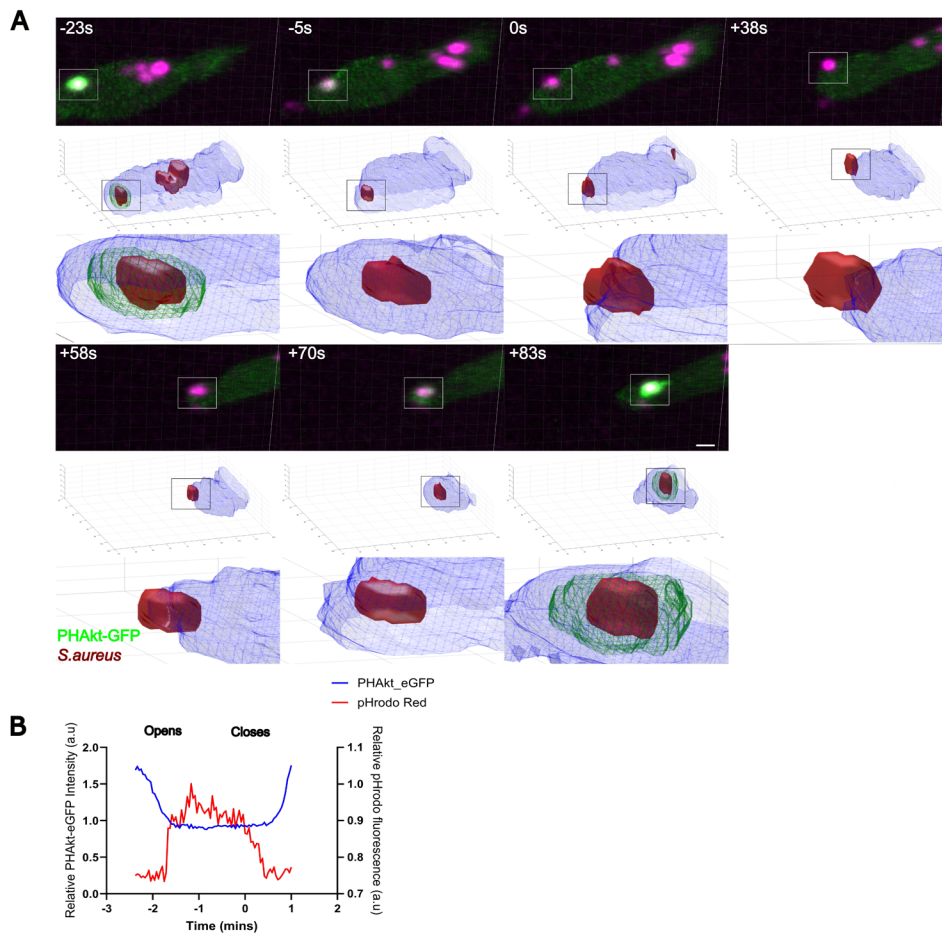 A
-23s
-5s
0s
+38s
+58s
+70s
+83s
PHAkt-GFP
S.aureus
PHAkt_eGFP
pHrodo Red
B
Opens
Closes
Relative PHAkt-eGFP Intensity (a.u)
2.0
1.5
1.0
0.5
0.0
1.1
1.0
0.9
0.8
0.7
Relative pHrodo fluorescence (a.u)
-3
-2
-1
0
1
2
Time (mins)